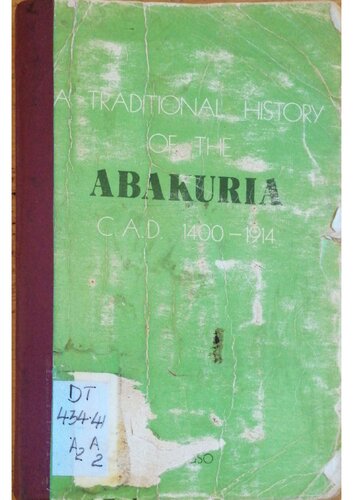 A TRADITIONAL HISTORY
OF THE
ABAKURIA
C.A.D. 1400–1914
DT
434.41
A2 A
2